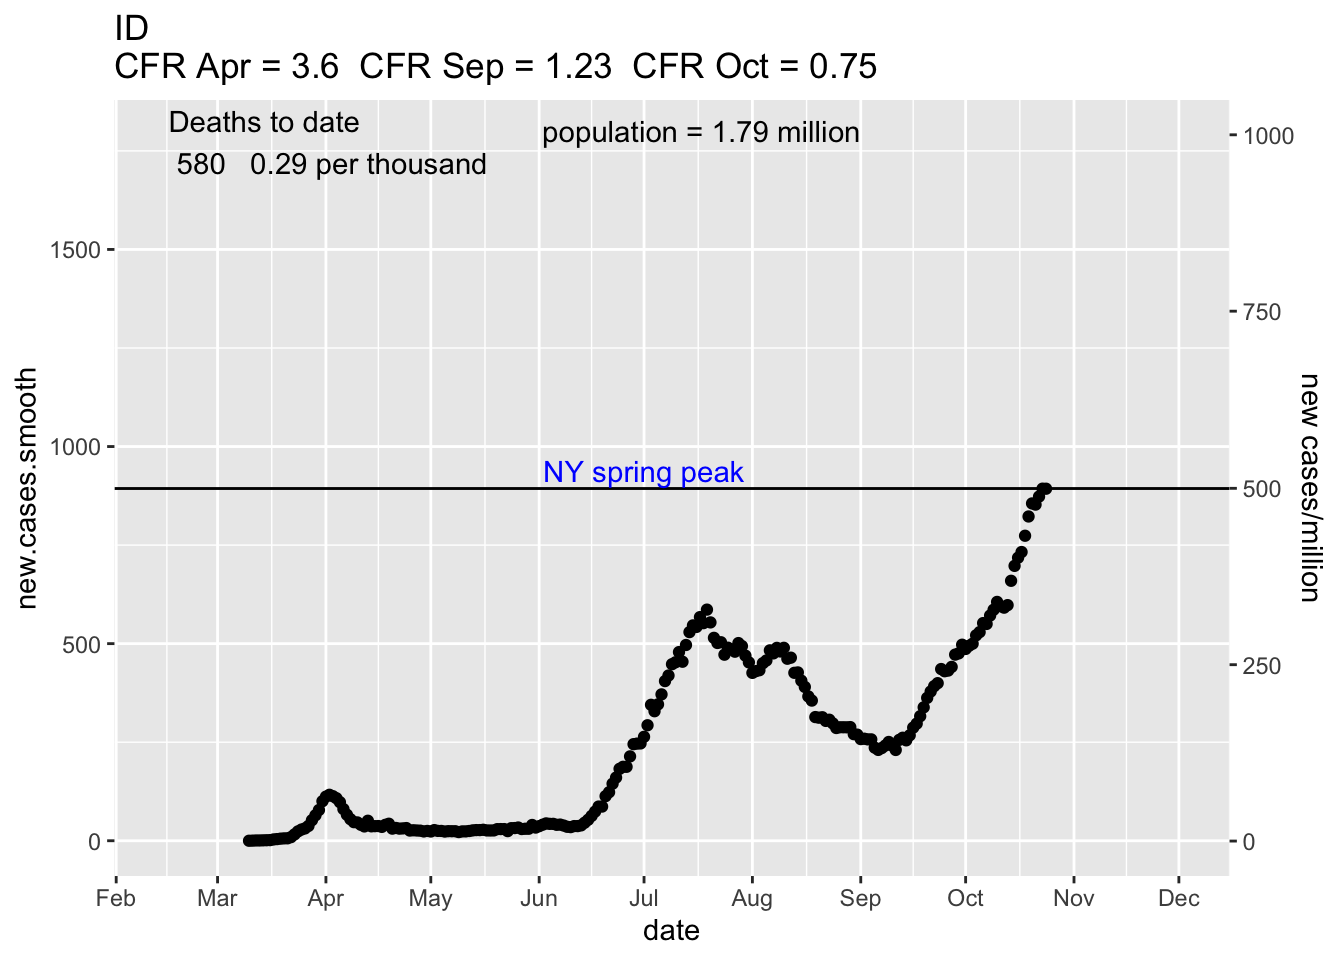 ID
CFR Apr = 3.6  CFR Sep = 1.23  CFR Oct = 0.75
Deaths to date
580   0.29 per thousand
population = 1.79 million
NY spring peak
new.cases.smooth
1500
1000
500
0
1000
750
500
250
0
new cases/million
Feb Mar Apr May Jun Jul Aug Sep Oct Nov Dec
date